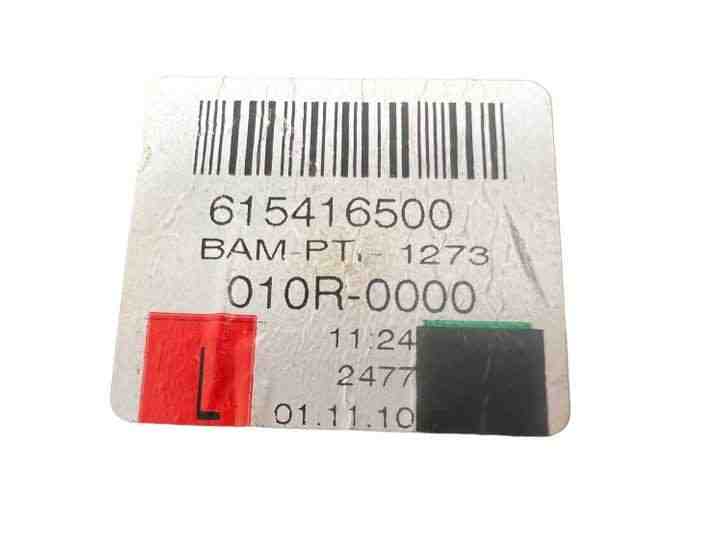 615416500
BAM-PT. - 1273
010R-0000
11:24
2477
L
01.11.10